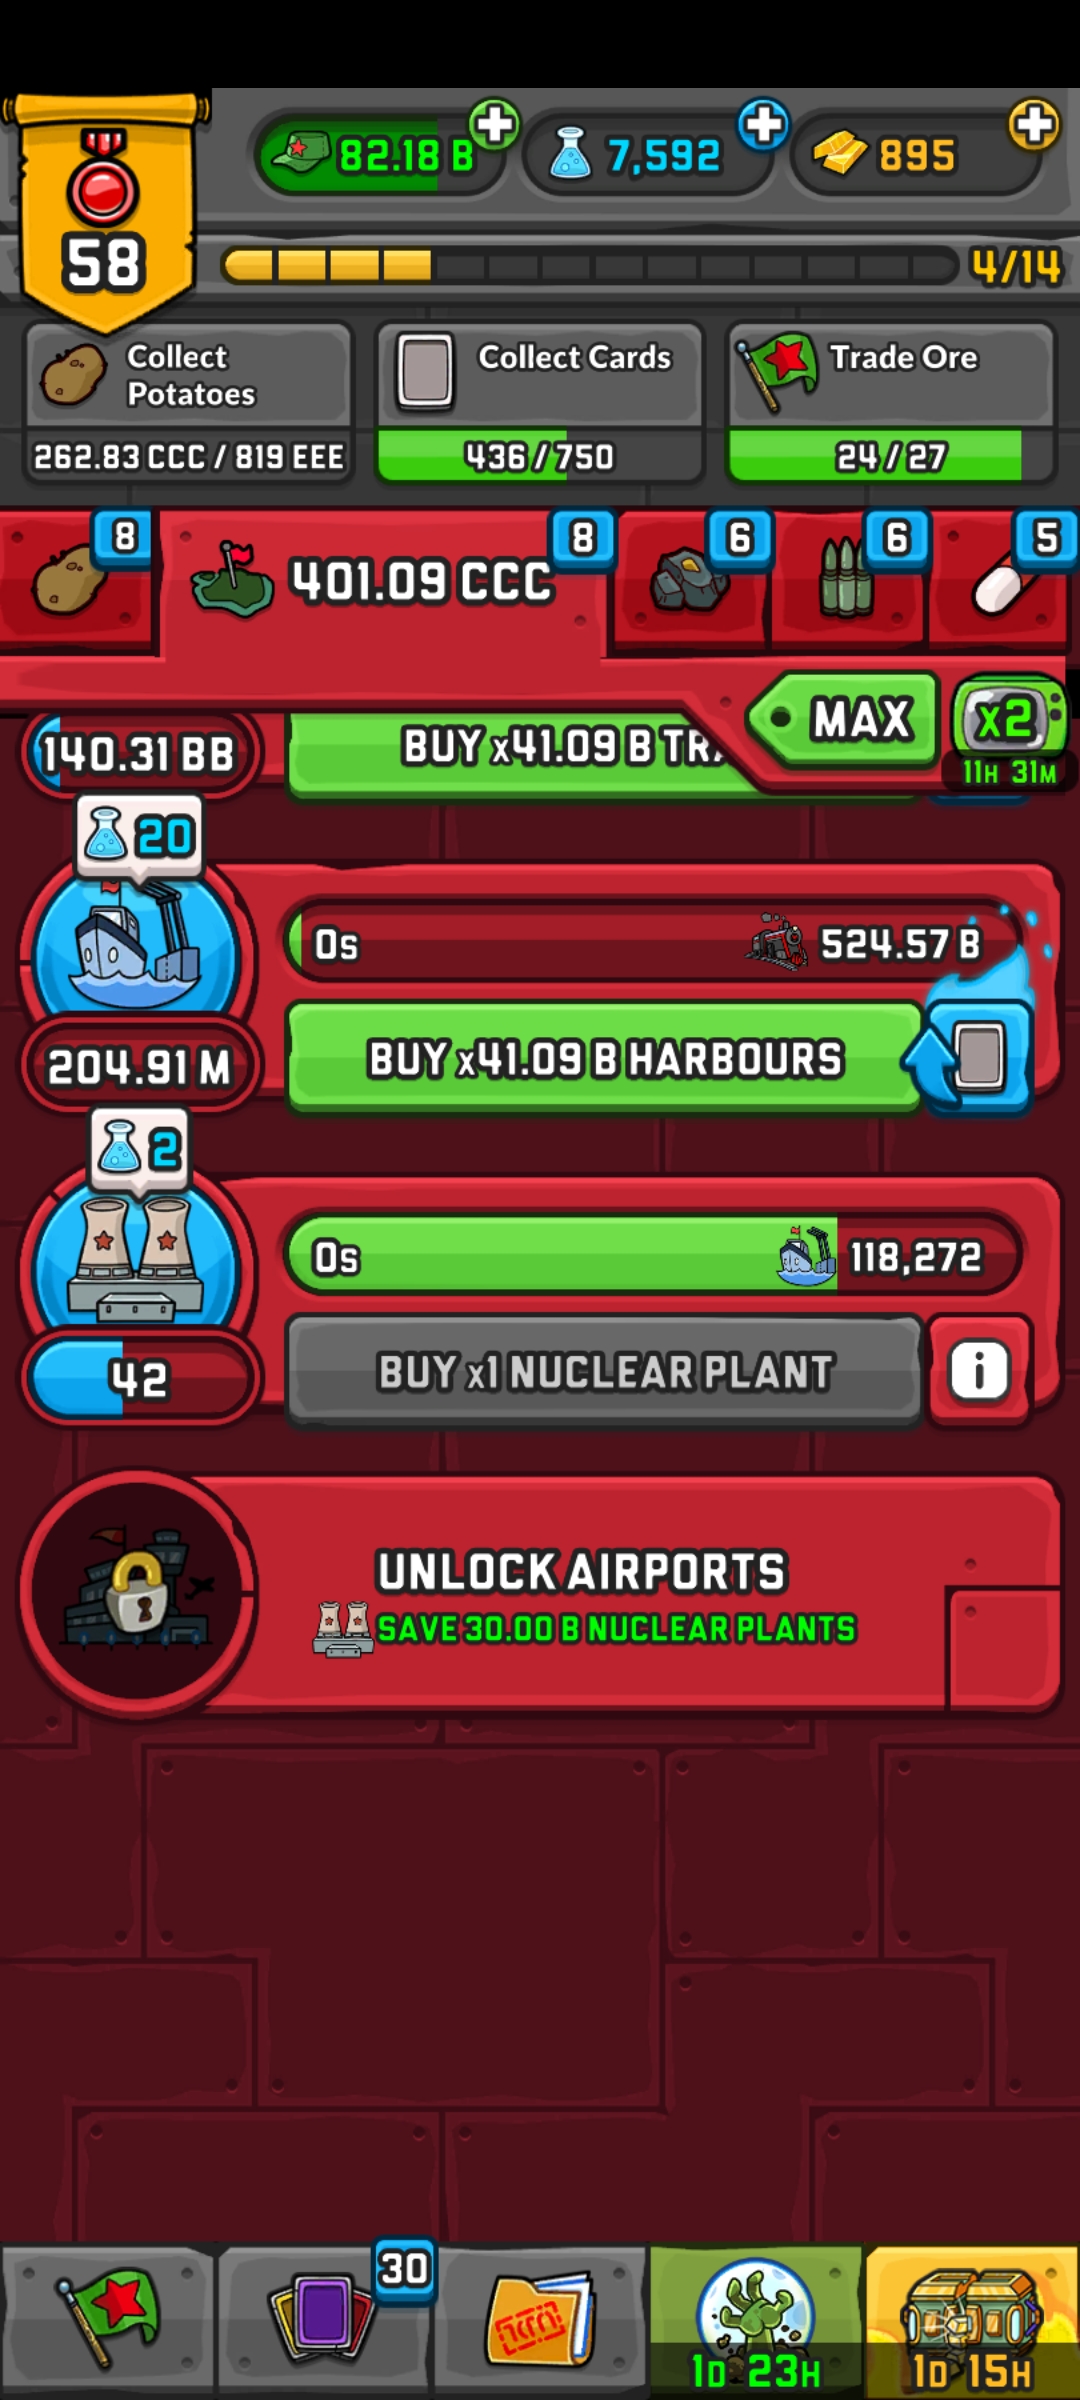 82.18 B
7,592
895
58
4/14
Collect
Potatoes
262.83 CCC / 819 EEE
Collect Cards
436 / 750
Trade Ore
24 / 27
8
401.09 CCC
8
6
6
5
MAX
x2
11H 31M
140.31 BB
BUY x41.09 B
20
0s
524.57 B
204.91 M
BUY x41.09 B HARBOURS
2
0s
118,272
42
BUY x1 NUCLEAR PLANT
i
UNLOCK AIRPORTS
SAVE 30.00 B NUCLEAR PLANTS
30
1D 23H
1D 15H